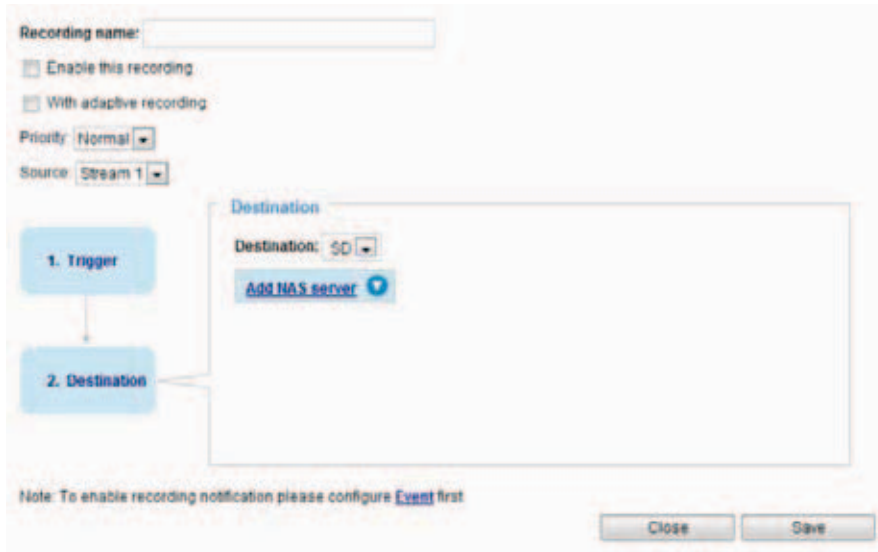 Recording name:
Enable this recording
With adaptive recording
Priority: Normal
Source: Stream 1
Destination
Destination: SD
Add NAS server
1. Trigger
2. Destination
Note: To enable recording notification please configure Event first
Close
Save